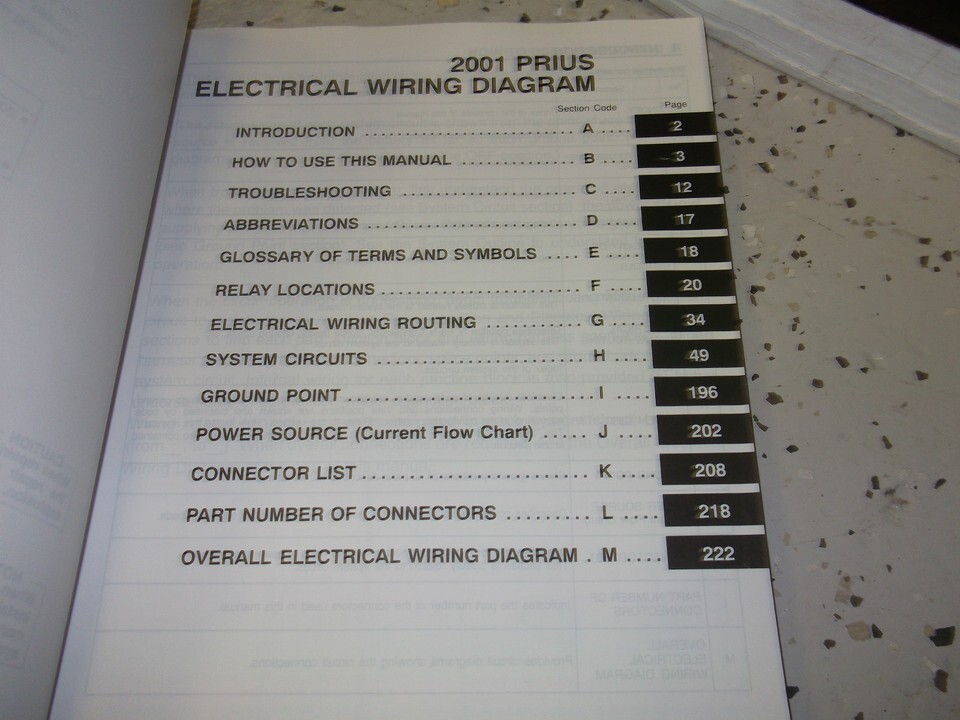 2001 PRIUS
ELECTRICAL WIRING DIAGRAM
Section Code Page
INTRODUCTION ........................... A..... 2
HOW TO USE THIS MANUAL ............... B .... 3
TROUBLESHOOTING ...................... C .... 12
ABBREVIATIONS .......................... D .... 17
GLOSSARY OF TERMS AND SYMBOLS .... E .... 18
RELAY LOCATIONS ........................ F .... 20
ELECTRICAL WIRING ROUTING ........... G .... 34
SYSTEM CIRCUITS ........................ H .... 49
GROUND POINT ............................ I .... 196
POWER SOURCE (Current Flow Chart) ..... J .... 202
CONNECTOR LIST .......................... K .... 208
PART NUMBER OF CONNECTORS ......... L .... 218
OVERALL ELECTRICAL WIRING DIAGRAM . M .... 222